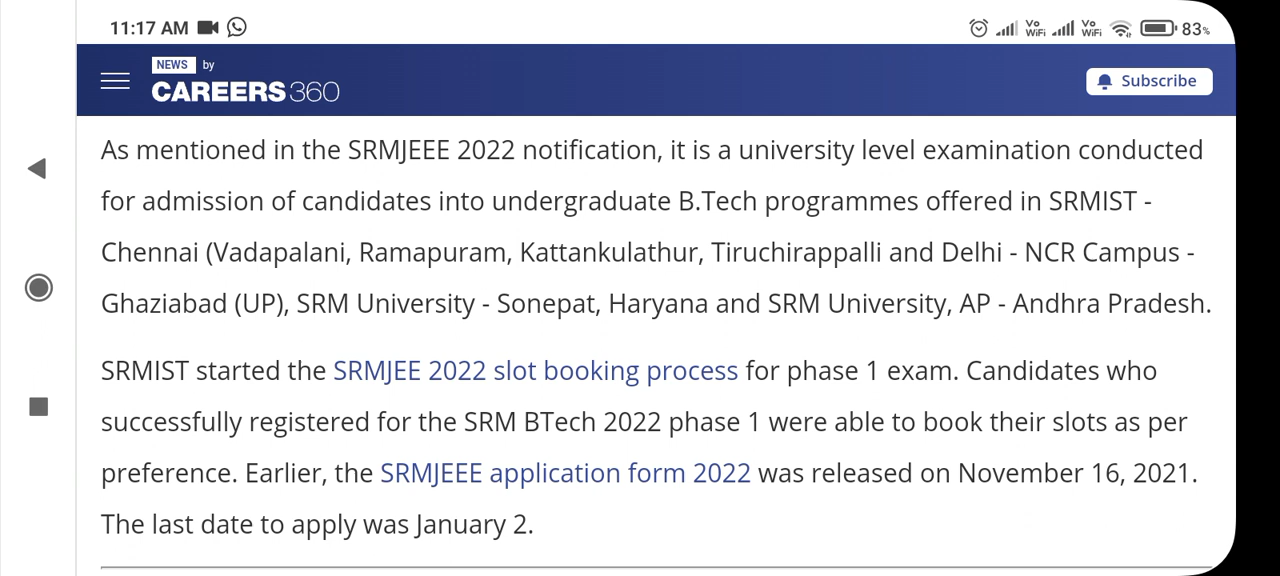 11:17 AM
Vo WiFi Vo WiFi 83%
NEWS by
CAREERS360
Subscribe
As mentioned in the SRMJEEE 2022 notification, it is a university level examination conducted
for admission of candidates into undergraduate B.Tech programmes offered in SRMIST -
Chennai (Vadapalani, Ramapuram, Kattankulathur, Tiruchirappalli and Delhi - NCR Campus -
Ghaziabad (UP), SRM University - Sonepat, Haryana and SRM University, AP - Andhra Pradesh.
SRMIST started the SRMJEE 2022 slot booking process for phase 1 exam. Candidates who
successfully registered for the SRM BTech 2022 phase 1 were able to book their slots as per
preference. Earlier, the SRMJEEE application form 2022 was released on November 16, 2021.
The last date to apply was January 2.